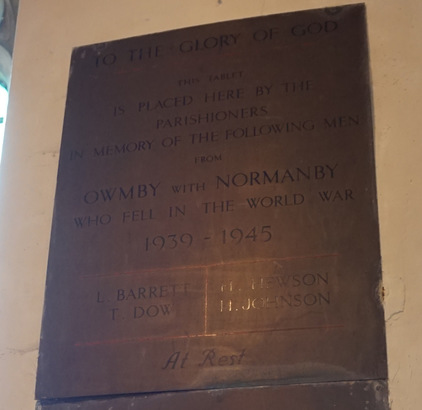 TO THE GLORY OF GOD
THIS TABLET
IS PLACED HERE BY THE
PARISHIONERS
IN MEMORY OF THE FOLLOWING MEN
FROM
OWMBY WITH NORMANBY
WHO FELL IN THE WORLD WAR
1939 - 1945
L. BARRETT
T. DOW
HEWSON
H. JOHNSON
At Rest